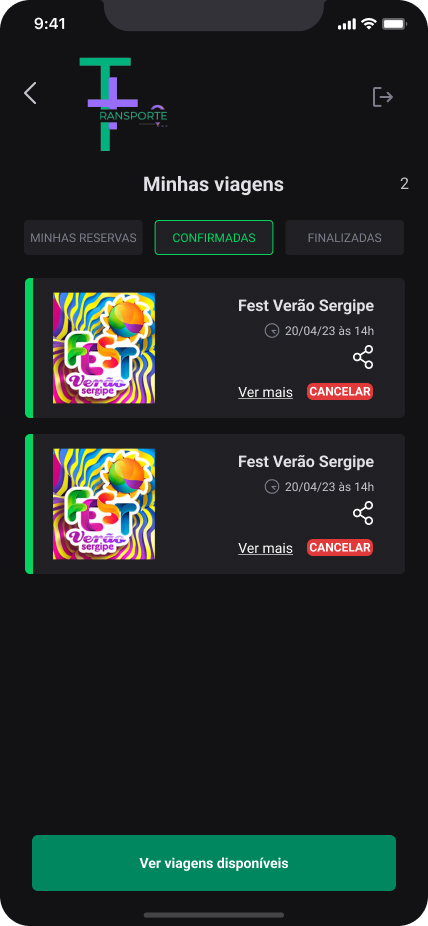 9:41
RANSPORTE
Minhas viagens
2
MINHAS RESERVAS
CONFIRMADAS
FINALIZADAS
FEST
Verão
sergipe
Fest Verão Sergipe
20/04/23 às 14h
Ver mais
CANCELAR
FEST
Verão
sergipe
Fest Verão Sergipe
20/04/23 às 14h
Ver mais
CANCELAR
Ver viagens disponíveis